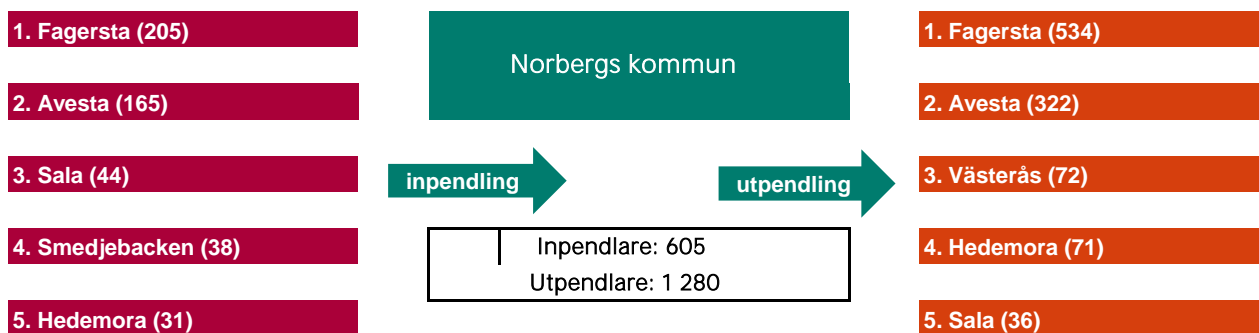 1. Fagersta (205)
2. Avesta (165)
3. Sala (44)
4. Smedjebacken (38)
5. Hedemora (31)
Norbergs kommun
inpendling
utpendling
Inpendlare: 605
Utpendlare: 1 280
1. Fagersta (534)
2. Avesta (322)
3. Västerås (72)
4. Hedemora (71)
5. Sala (36)